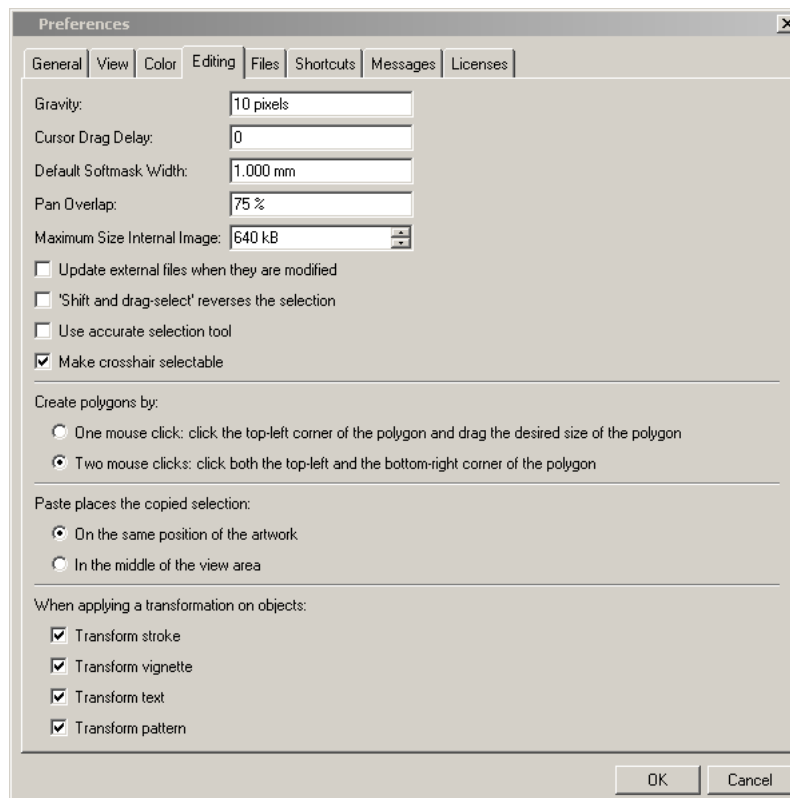 Preferences
General View Color Editing Files Shortcuts Messages Licenses
Gravity: 10 pixels
Cursor Drag Delay: 0
Default Softmask Width: 1.000 mm
Pan Overlap: 75 %
Maximum Size Internal Image: 640 kB
Update external files when they are modified
'Shift and drag-select' reverses the selection
Use accurate selection tool
Make crosshair selectable
Create polygons by:
One mouse click: click the top-left corner of the polygon and drag the desired size of the polygon
Two mouse clicks: click both the top-left and the bottom-right corner of the polygon
Paste places the copied selection:
On the same position of the artwork
In the middle of the view area
When applying a transformation on objects:
Transform stroke
Transform vignette
Transform text
Transform pattern
OK Cancel